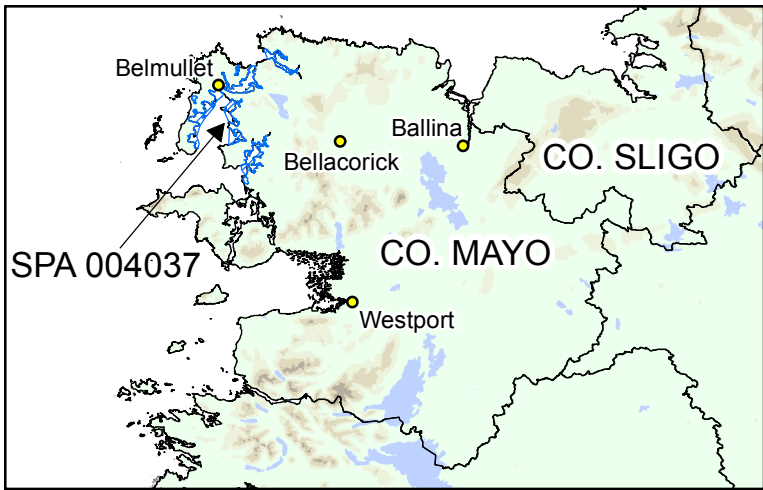 Belmullet
Ballina
Bellacorick
CO. SLIGO
CO. MAYO
SPA 004037
Westport